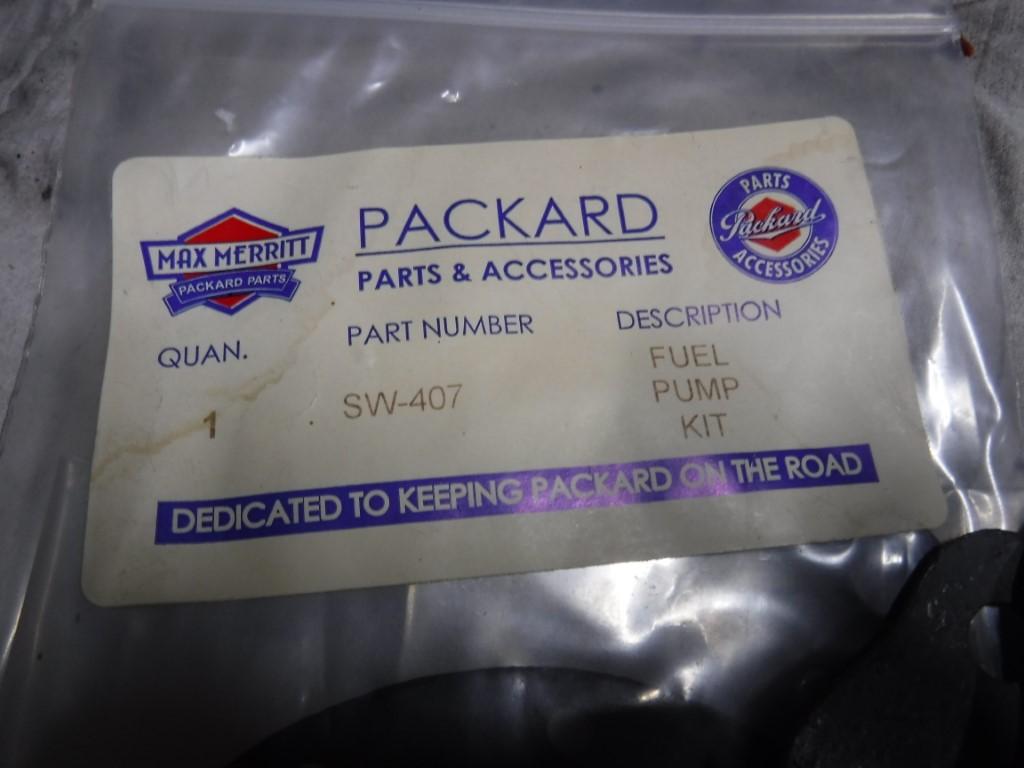 MAX MERRITT
PACKARD PARTS
PACKARD
PARTS & ACCESSORIES
PARTS
Packard
ACCESSORIES
QUAN.
PART NUMBER
DESCRIPTION
1
SW-407
FUEL
PUMP
KIT
DEDICATED TO KEEPING PACKARD ON THE ROAD